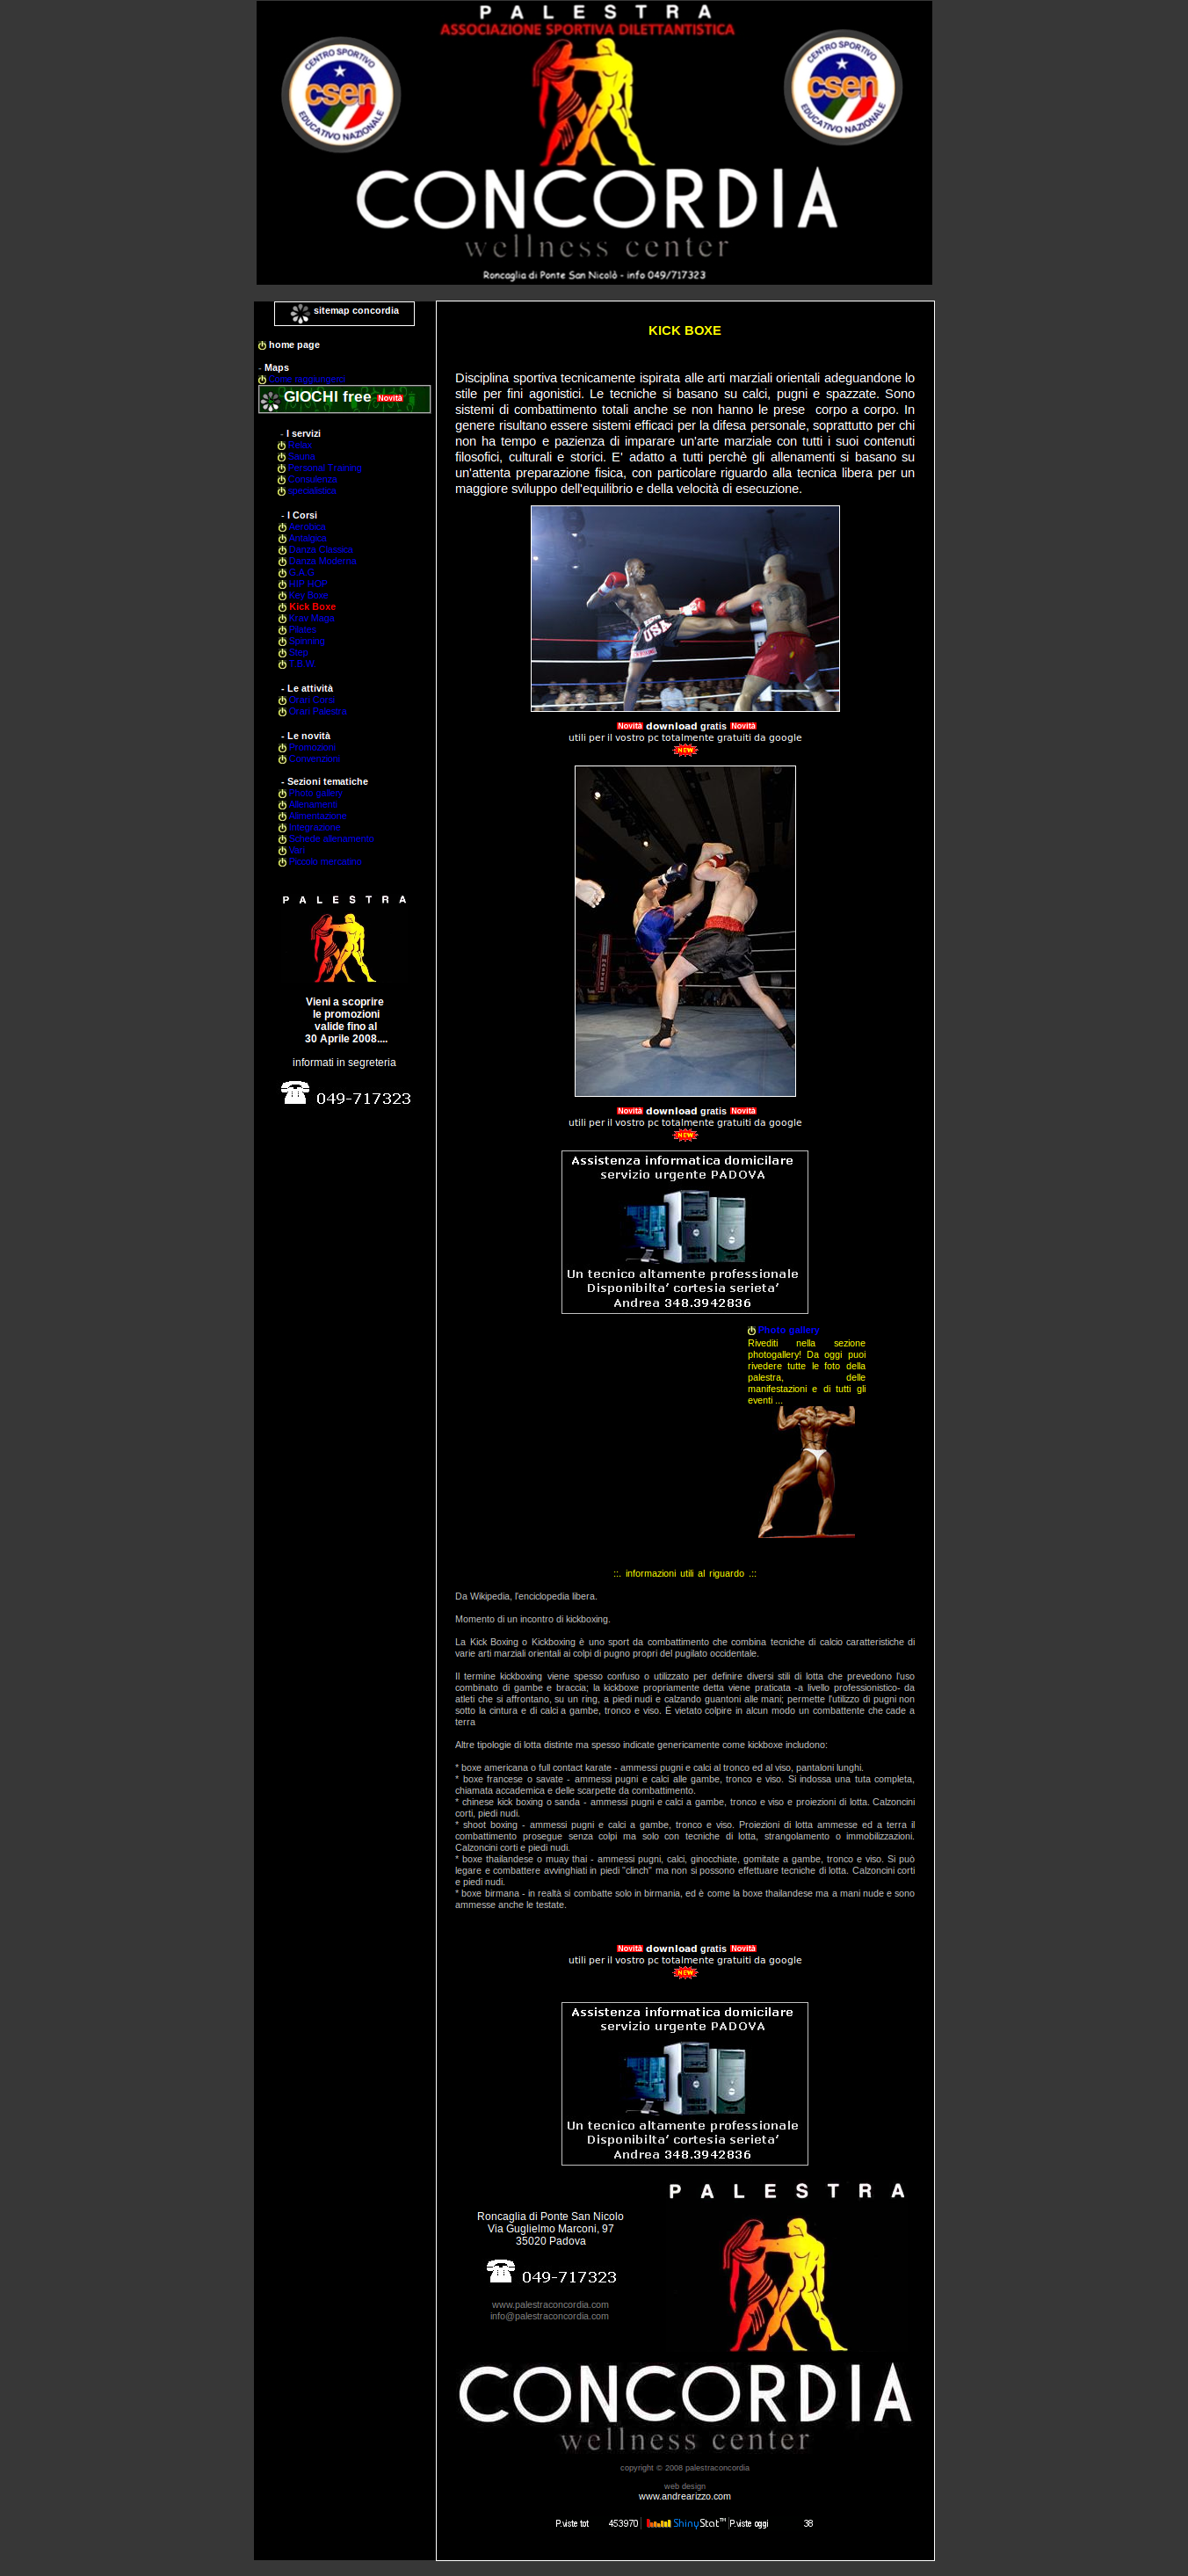 PALESTRA
ASSOCIAZIONE SPORTIVA DILETTANTISTICA
CENTRO SPORTIVO
csen
EDUCATIVO NAZIONALE
CENTRO SPORTIVO
csen
EDUCATIVO NAZIONALE
CONCORDIA
wellness center
Roncaglia di Ponte San Nicolò - info 049/717323
sitemap concordia
home page
- Maps
Come raggiungerci
GIOCHI free Novità
- I servizi
Relax
Sauna
Personal Training
Consulenza
specialistica
- I Corsi
Aerobica
Antalgica
Danza Classica
Danza Moderna
G.A.G.
HIP HOP
Key Boxe
Kick Boxe
Krav Maga
Pilates
Spinning
Step
T.B.W.
- Le attività
Orari Corsi
Orari Palestra
- Le novità
Promozioni
Convenzioni
- Sezioni tematiche
Photo gallery
Allenamenti
Alimentazione
Integrazione
Schede allenamento
Vari
Piccolo mercatino
PALESTRA
Vieni a scoprire
le promozioni
valide fino al
30 Aprile 2008....
informati in segreteria
049-717323
KICK BOXE
Disciplina sportiva tecnicamente ispirata alle arti marziali orientali adeguandone lo
stile per fini agonistici. Le tecniche si basano su calci, pugni e spazzate. Sono
sistemi di combattimento totali anche se non hanno le prese corpo a corpo. In
genere risultano essere sistemi efficaci per la difesa personale, soprattutto per chi
non ha tempo e pazienza di imparare un'arte marziale con tutti i suoi contenuti
filosofici, culturali e storici. E' adatto a tutti perchè gli allenamenti si basano su
un'attenta preparazione fisica, con particolare riguardo alla tecnica libera per un
maggiore sviluppo dell'equilibrio e della velocità di esecuzione.
USA
Novità download gratis Novità
utili per il vostro pc totalmente gratuiti da google
NEW
Novità download gratis Novità
utili per il vostro pc totalmente gratuiti da google
NEW
Assistenza informatica domicilare
servizio urgente PADOVA
Un tecnico altamente professionale
Disponibilta' cortesia serieta'
Andrea 348.3942836
Photo gallery
Rivediti nella sezione
photogallery! Da oggi puoi
rivedere tutte le foto della
palestra, delle
manifestazioni e di tutti gli
eventi ...
::. informazioni utili al riguardo .::
Da Wikipedia, l'enciclopedia libera.
Momento di un incontro di kickboxing.
La Kick Boxing o Kickboxing è uno sport da combattimento che combina tecniche di calcio caratteristiche di
varie arti marziali orientali ai colpi di pugno propri del pugilato occidentale.
Il termine kickboxing viene spesso confuso o utilizzato per definire diversi stili di lotta che prevedono l'uso
combinato di gambe e braccia; la kickboxe propriamente detta viene praticata -a livello professionistico- da
atleti che si affrontano, su un ring, a piedi nudi e calzando guantoni alle mani; permette l'utilizzo di pugni non
sotto la cintura e di calci a gambe, tronco e viso. È vietato colpire in alcun modo un combattente che cade a
terra
Altre tipologie di lotta distinte ma spesso indicate genericamente come kickboxe includono:
* boxe americana o full contact karate - ammessi pugni e calci al tronco ed al viso, pantaloni lunghi.
* boxe francese o savate - ammessi pugni e calci alle gambe, tronco e viso. Si indossa una tuta completa,
chiamata accademica e delle scarpette da combattimento.
* chinese kick boxing o sanda - ammessi pugni e calci a gambe, tronco e viso e proiezioni di lotta. Calzoncini
corti, piedi nudi.
* shoot boxing - ammessi pugni e calci a gambe, tronco e viso. Proiezioni di lotta ammesse ed a terra il
combattimento prosegue senza colpi ma solo con tecniche di lotta, strangolamento o immobilizzazioni.
Calzoncini corti e piedi nudi.
* boxe thailandese o muay thai - ammessi pugni, calci, ginocchiate, gomitate a gambe, tronco e viso. Si può
legare e combattere avvinghiati in piedi "clinch" ma non si possono effettuare tecniche di lotta. Calzoncini corti
e piedi nudi.
* boxe birmana - in realtà si combatte solo in birmania, ed è come la boxe thailandese ma a mani nude e sono
ammesse anche le testate.
Novità download gratis Novità
utili per il vostro pc totalmente gratuiti da google
NEW
Assistenza informatica domicilare
servizio urgente PADOVA
Un tecnico altamente professionale
Disponibilta' cortesia serieta'
Andrea 348.3942836
PALESTRA
Roncaglia di Ponte San Nicolo
Via Guglielmo Marconi, 97
35020 Padova
049-717323
www.palestraconcordia.com
info@palestraconcordia.com
CONCORDIA
wellness center
copyright © 2008 palestraconcordia
web design
www.andrearizzo.com
P.viste tot 453970 ShinyStat™ P.viste oggi 38